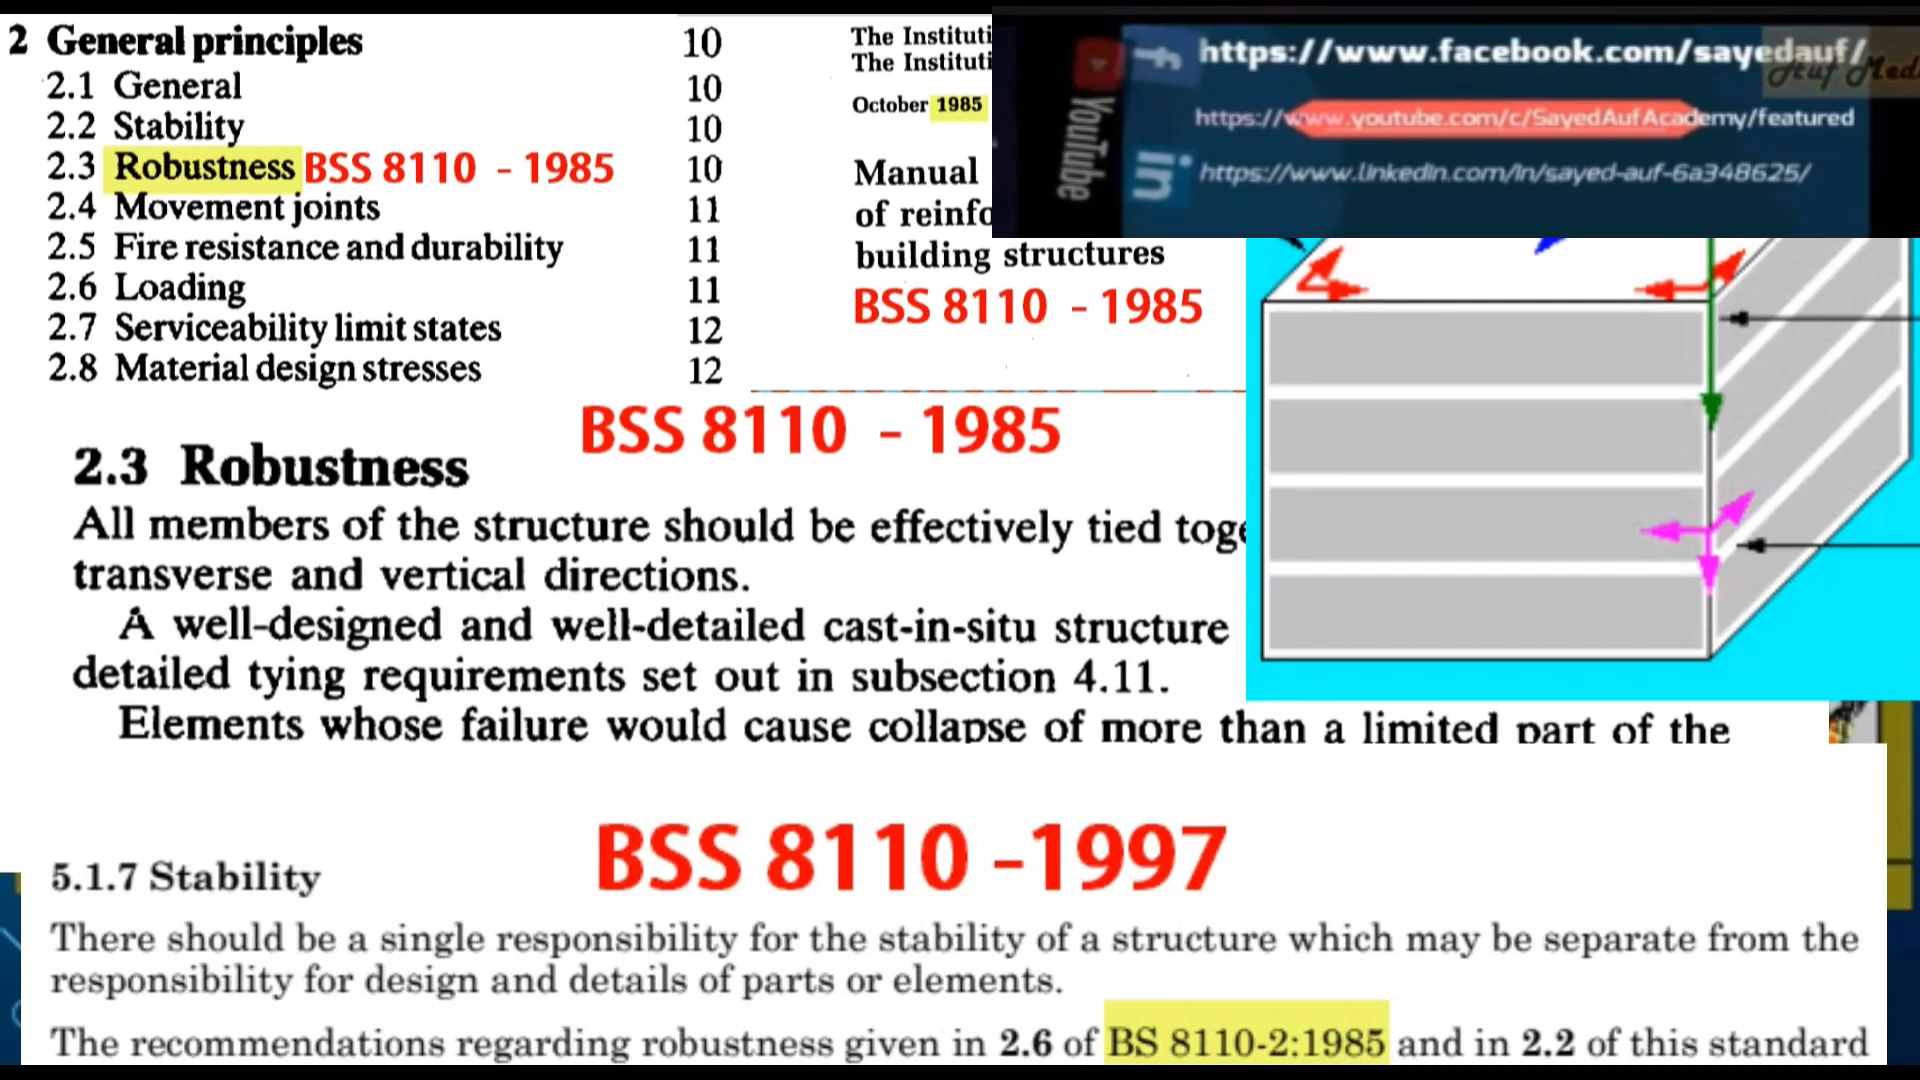 2 General principles 10
2.1 General 10
2.2 Stability 10
2.3 Robustness BSS 8110 - 1985 10
2.4 Movement joints 11
2.5 Fire resistance and durability 11
2.6 Loading 11
2.7 Serviceability limit states 12
2.8 Material design stresses 12
The Instituti
The Instituti
October 1985
Manual
of reinfo
building structures
BSS 8110 - 1985
YouTube
https://www.facebook.com/sayedauf/
https://www.youtube.com/c/SayedAufAcademy/featured
in https://www.linkedin.com/in/sayed-auf-6a348625/
Auf Med
BSS 8110 - 1985
2.3 Robustness
All members of the structure should be effectively tied toge
transverse and vertical directions.
A well-designed and well-detailed cast-in-situ structure
detailed tying requirements set out in subsection 4.11.
Elements whose failure would cause collapse of more than a limited part of the
BSS 8110 -1997
5.1.7 Stability
There should be a single responsibility for the stability of a structure which may be separate from the
responsibility for design and details of parts or elements.
The recommendations regarding robustness given in 2.6 of BS 8110-2:1985 and in 2.2 of this standard